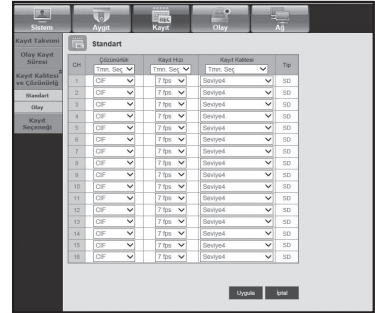 Sistem Aygıt Kayıt Olay Ağ
REC
Kayıt Takvimi
Olay Kayıt
Süresi
Kayıt Kalitesi
ve Çözünürlğ
Standart
Olay
Kayıt
Seçeneği
Standart
CH Çözünürlük Kayıt Hızı Kayıt Kalitesi Tip
Tmn. Seç Tmn. Seç Tmn. Seç
1 CIF 7 fps Seviye4 SD
2 CIF 7 fps Seviye4 SD
3 CIF 7 fps Seviye4 SD
4 CIF 7 fps Seviye4 SD
5 CIF 7 fps Seviye4 SD
6 CIF 7 fps Seviye4 SD
7 CIF 7 fps Seviye4 SD
8 CIF 7 fps Seviye4 SD
9 CIF 7 fps Seviye4 SD
10 CIF 7 fps Seviye4 SD
11 CIF 7 fps Seviye4 SD
12 CIF 7 fps Seviye4 SD
13 CIF 7 fps Seviye4 SD
14 CIF 7 fps Seviye4 SD
15 CIF 7 fps Seviye4 SD
16 CIF 7 fps Seviye4 SD
Uygula İptal